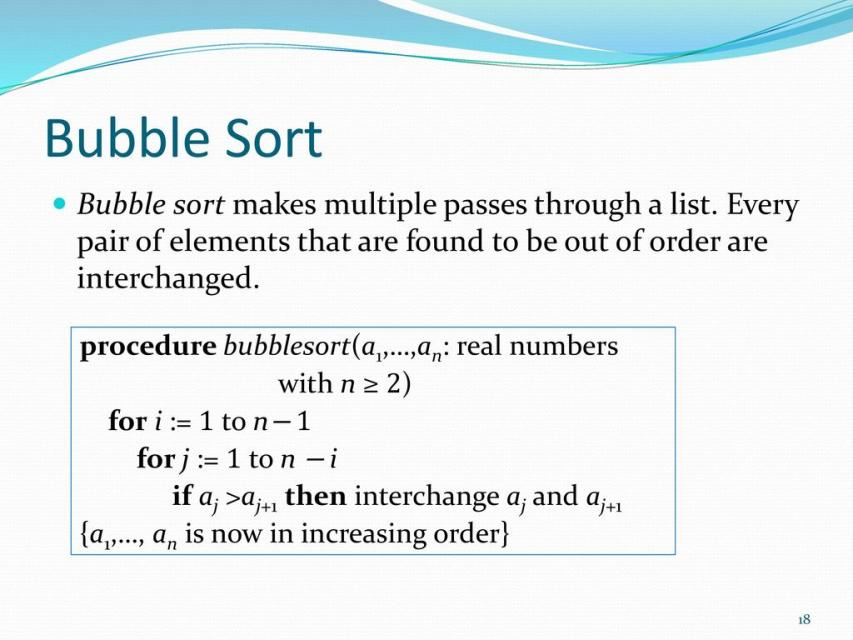 Bubble Sort
• Bubble sort makes multiple passes through a list. Every
pair of elements that are found to be out of order are
interchanged.
procedure bubblesort(a₁,…,aₙ: real numbers
with n ≥ 2)
for i := 1 to n − 1
for j := 1 to n − i
if aⱼ >aⱼ₊₁ then interchange aⱼ and aⱼ₊₁
{a₁,…, aₙ is now in increasing order}
18